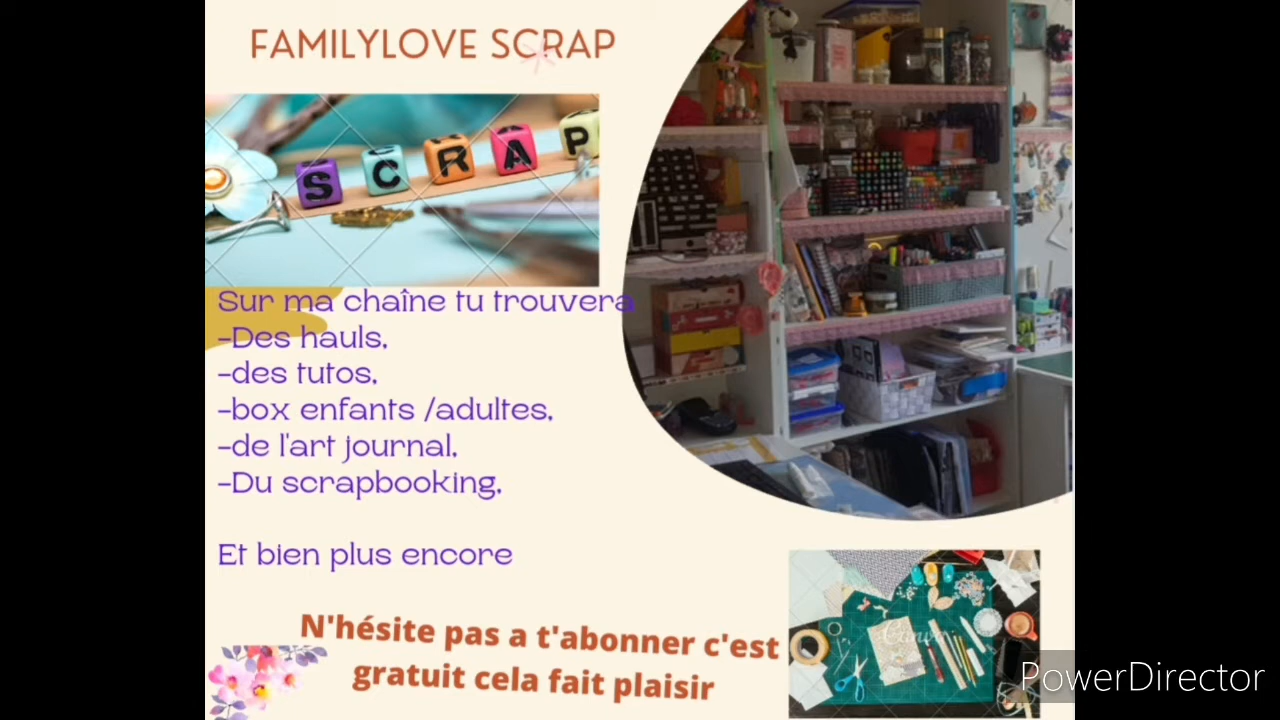 FAMILYLOVE SCRAP
SCRAP
Sur ma chaîne tu trouvera
-Des hauls,
-des tutos,
-box enfants /adultes,
-de l'art journal,
-Du scrapbooking,
Et bien plus encore
N'hésite pas a t'abonner c'est
gratuit cela fait plaisir
Canva
PowerDirector